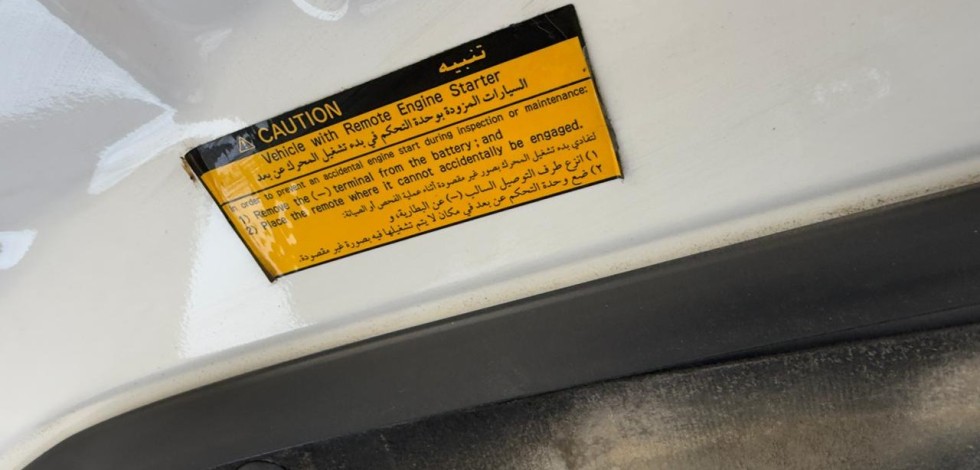 تنبيه
⚠ CAUTION
Vehicle with Remote Engine Starter
السيارات المزودة بوحدة التحكم في بدء تشغيل المحرك عن بعد
In order to prevent an accidental engine start during inspection or maintenance:
1) Remove the (−) terminal from the battery; and
2) Place the remote where it cannot accidentally be engaged.
لتفادي بدء تشغيل المحرك بصور غير مقصودة أثناء عملية الفحص أو الصيانة:
١) انزع طرف التوصيل السالب (−) عن البطارية، و
٢) ضع وحدة التحكم عن بعد في مكان لا يتم تشغيلها فيه بصورة غير مقصودة.